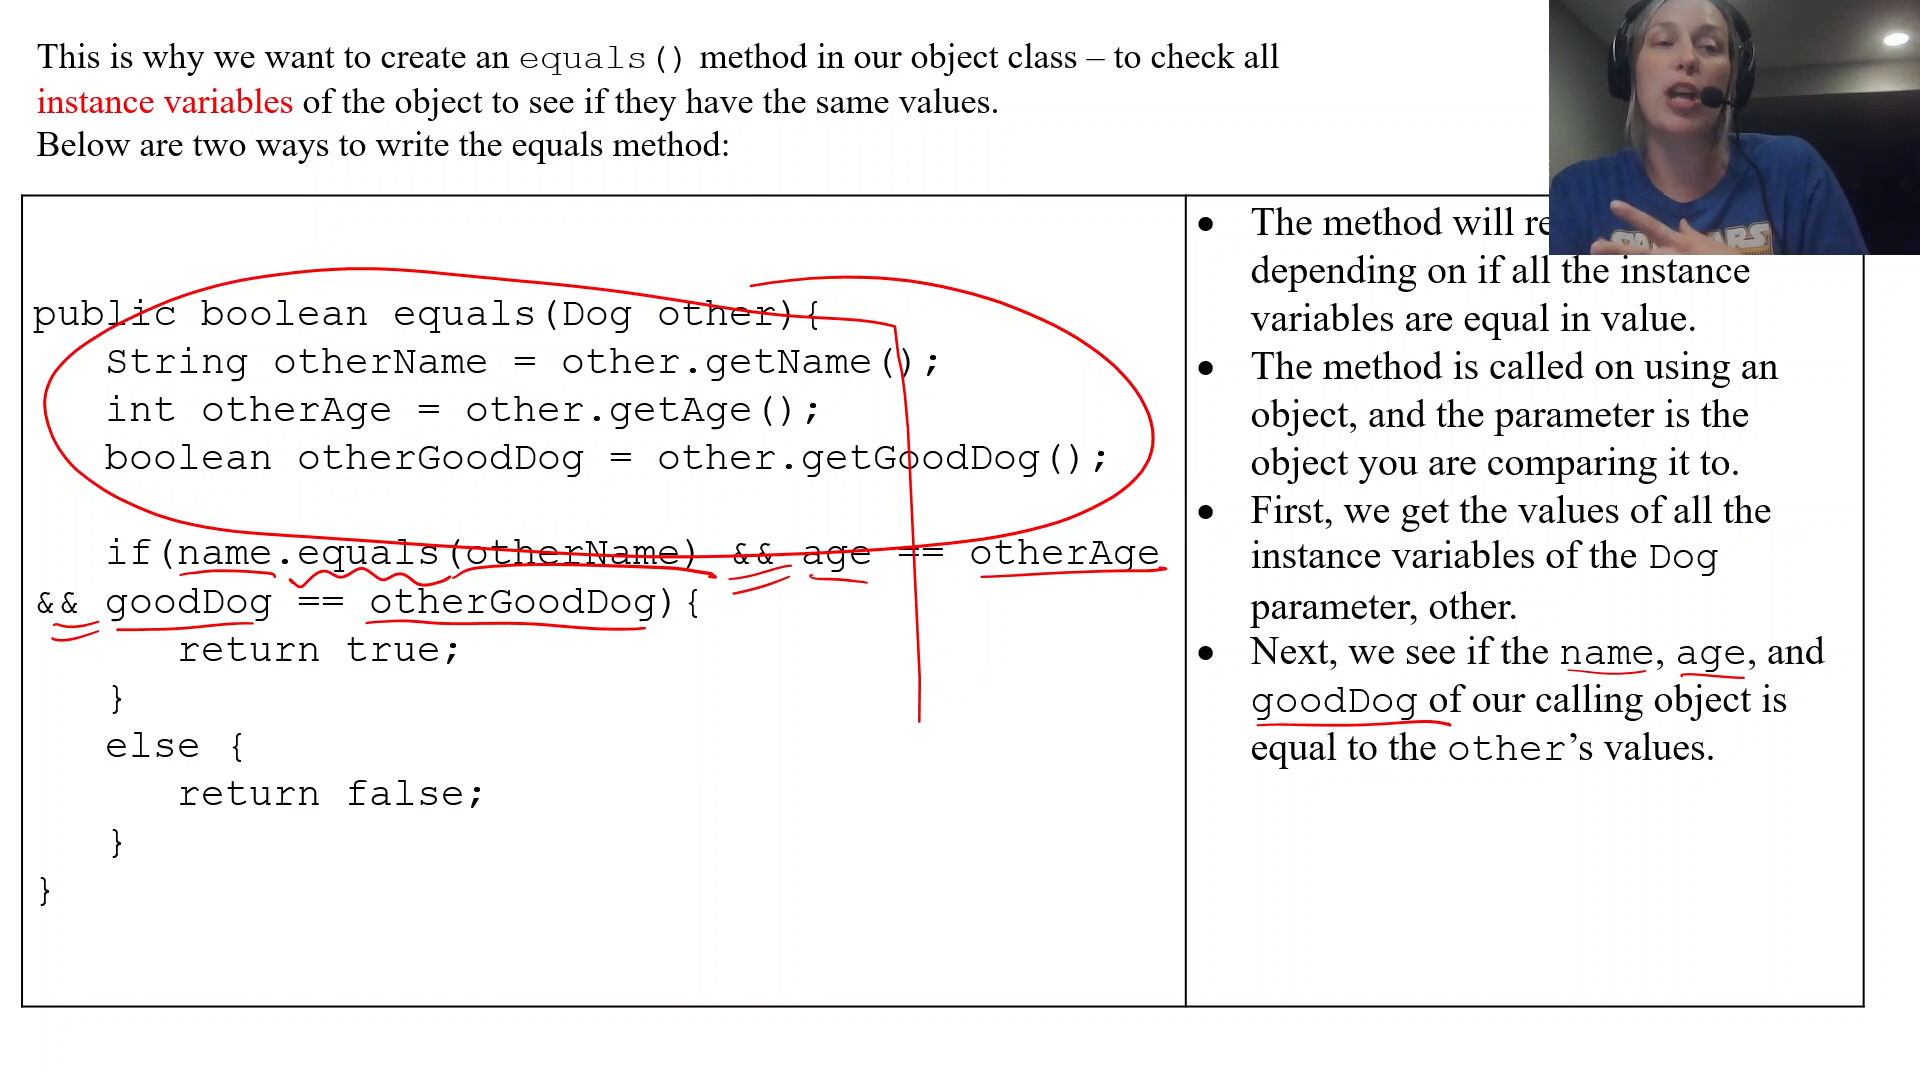 This is why we want to create an equals() method in our object class – to check all
instance variables of the object to see if they have the same values.
Below are two ways to write the equals method:
public boolean equals(Dog other){
String otherName = other.getName();
int otherAge = other.getAge();
boolean otherGoodDog = other.getGoodDog();
if(name.equals(otherName) && age == otherAge
&& goodDog == otherGoodDog){
return true;
}
else {
return false;
}
}
• The method will
depending on if all the instance
variables are equal in value.
• The method is called on using an
object, and the parameter is the
object you are comparing it to.
• First, we get the values of all the
instance variables of the Dog
parameter, other.
• Next, we see if the name, age, and
goodDog of our calling object is
equal to the other’s values.